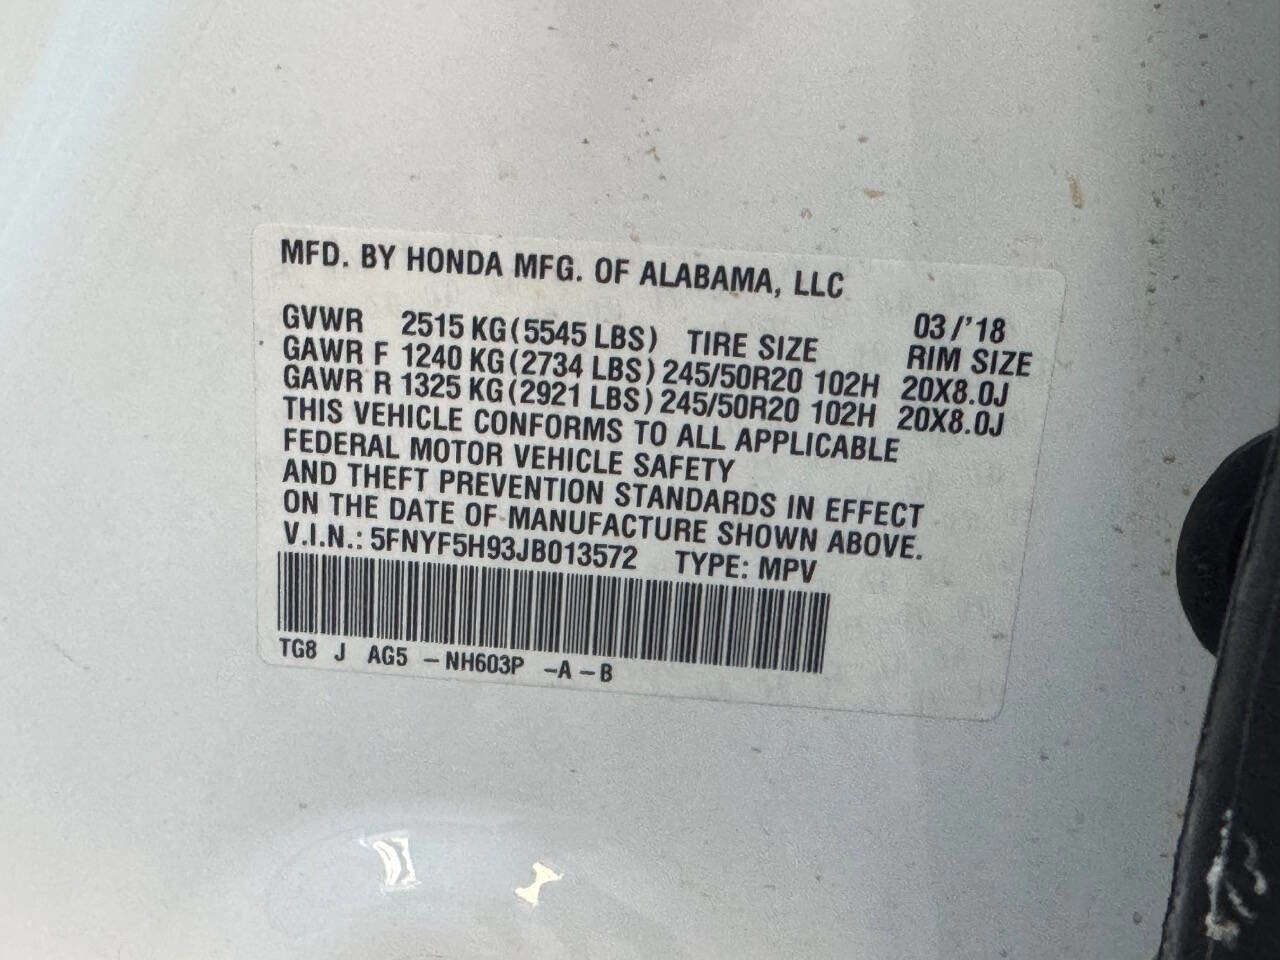 MFD. BY HONDA MFG. OF ALABAMA, LLC
03/'18
GVWR 2515 KG(5545 LBS) TIRE SIZE RIM SIZE
GAWR F 1240 KG(2734 LBS) 245/50R20 102H 20X8.0J
GAWR R 1325 KG(2921 LBS) 245/50R20 102H 20X8.0J
THIS VEHICLE CONFORMS TO ALL APPLICABLE
FEDERAL MOTOR VEHICLE SAFETY
AND THEFT PREVENTION STANDARDS IN EFFECT
ON THE DATE OF MANUFACTURE SHOWN ABOVE.
V.I.N.: 5FNYF5H93JB013572 TYPE: MPV
TG8 J AG5 -NH603P -A-B